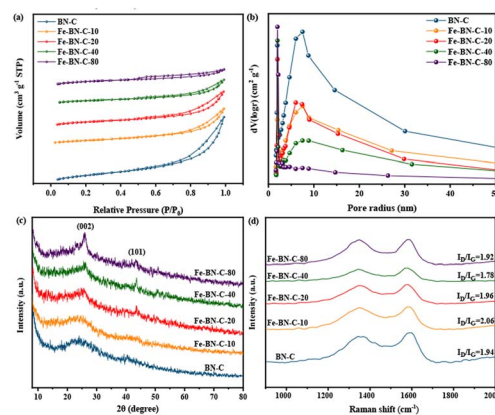 (a)
BN-C
Fe-BN-C-10
Fe-BN-C-20
Fe-BN-C-40
Fe-BN-C-80
Volume (cm³ g⁻¹ STP)
0.0 0.2 0.4 0.6 0.8 1.0
Relative Pressure (P/P₀)
(b)
BN-C
Fe-BN-C-10
Fe-BN-C-20
Fe-BN-C-40
Fe-BN-C-80
dV(logr) (cm² g⁻¹)
0 10 20 30 40 50
Pore radius (nm)
(c)
(002)
(101)
Fe-BN-C-80
Fe-BN-C-40
Fe-BN-C-20
Fe-BN-C-10
BN-C
Intensity (a.u.)
10 20 30 40 50 60 70 80
2θ (degree)
(d)
Fe-BN-C-80 I_D/I_G=1.92
Fe-BN-C-40 I_D/I_G=1.78
Fe-BN-C-20 I_D/I_G=1.96
Fe-BN-C-10 I_D/I_G=2.06
BN-C I_D/I_G=1.94
Intensity (a.u.)
1000 1200 1400 1600 1800
Raman shift (cm⁻¹)